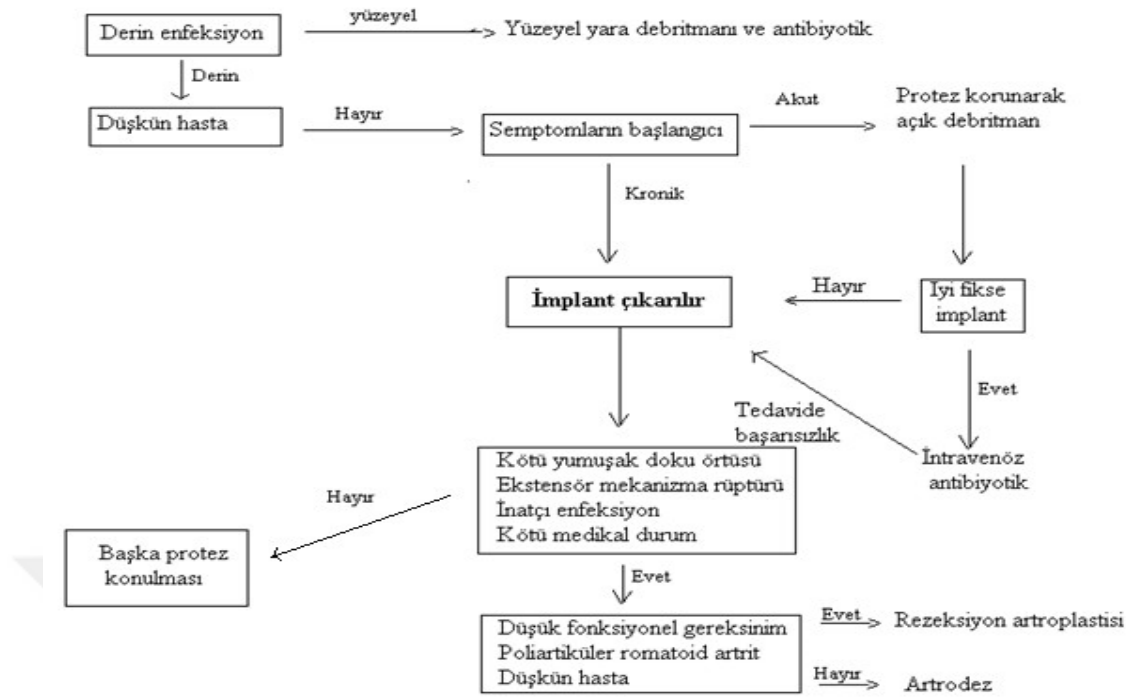 Derin enfeksiyon
yüzeyel
Yüzeyel yara debritmanı ve antibiyotik
Derin
Düşkün hasta
Hayır
Semptomların başlangıcı
Akut
Protez korunarak
açık debritman
Kronik
İmplant çıkarılır
Hayır
Iyi fikse
implant
Evet
Tedavide
başarısızlık
İntravenöz
antibiyotik
Kötü yumuşak doku örtüsü
Ekstensör mekanizma rüptürü
İnatçı enfeksiyon
Kötü medikal durum
Hayır
Başka protez
konulması
Evet
Düşük fonksiyonel gereksinim
Poliartiküler romatoid artrit
Düşkün hasta
Evet
Rezeksiyon artroplastisi
Hayır
Artrodez